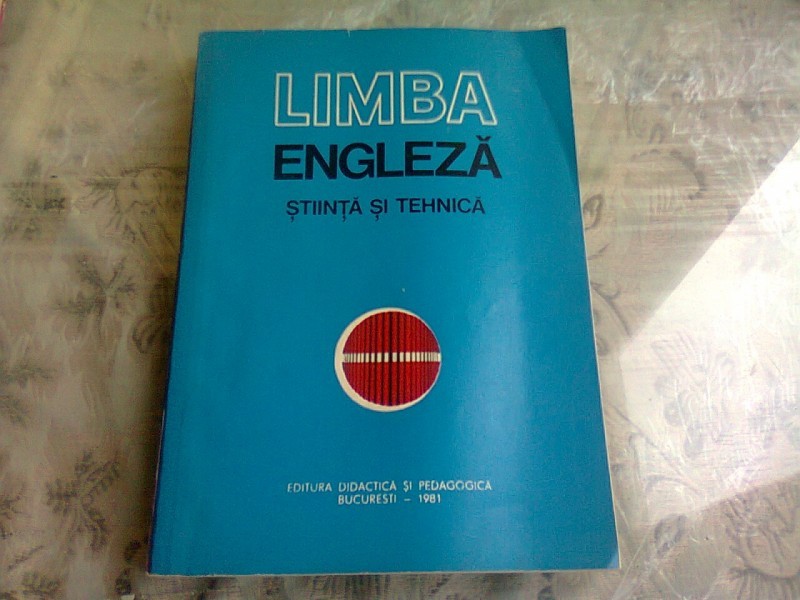 LIMBA
ENGLEZĂ
ȘTIINȚĂ ȘI TEHNICĂ
EDITURA DIDACTICĂ ȘI PEDAGOGICĂ
BUCUREȘTI – 1981